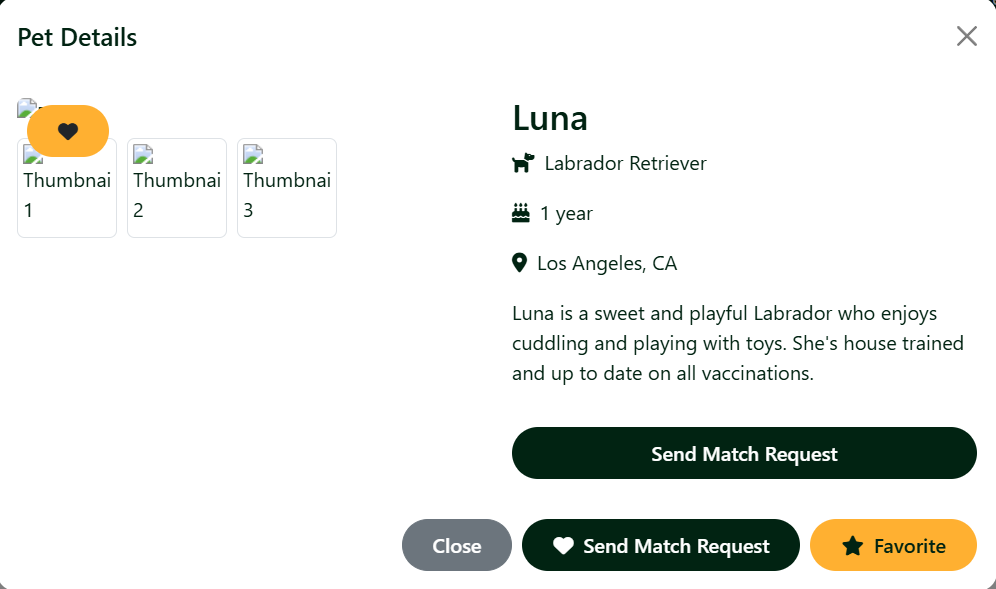 Pet Details
Thumbnai
1
Thumbnai
2
Thumbnai
3
Luna
Labrador Retriever
1 year
Los Angeles, CA
Luna is a sweet and playful Labrador who enjoys
cuddling and playing with toys. She's house trained
and up to date on all vaccinations.
Send Match Request
Close
Send Match Request
Favorite